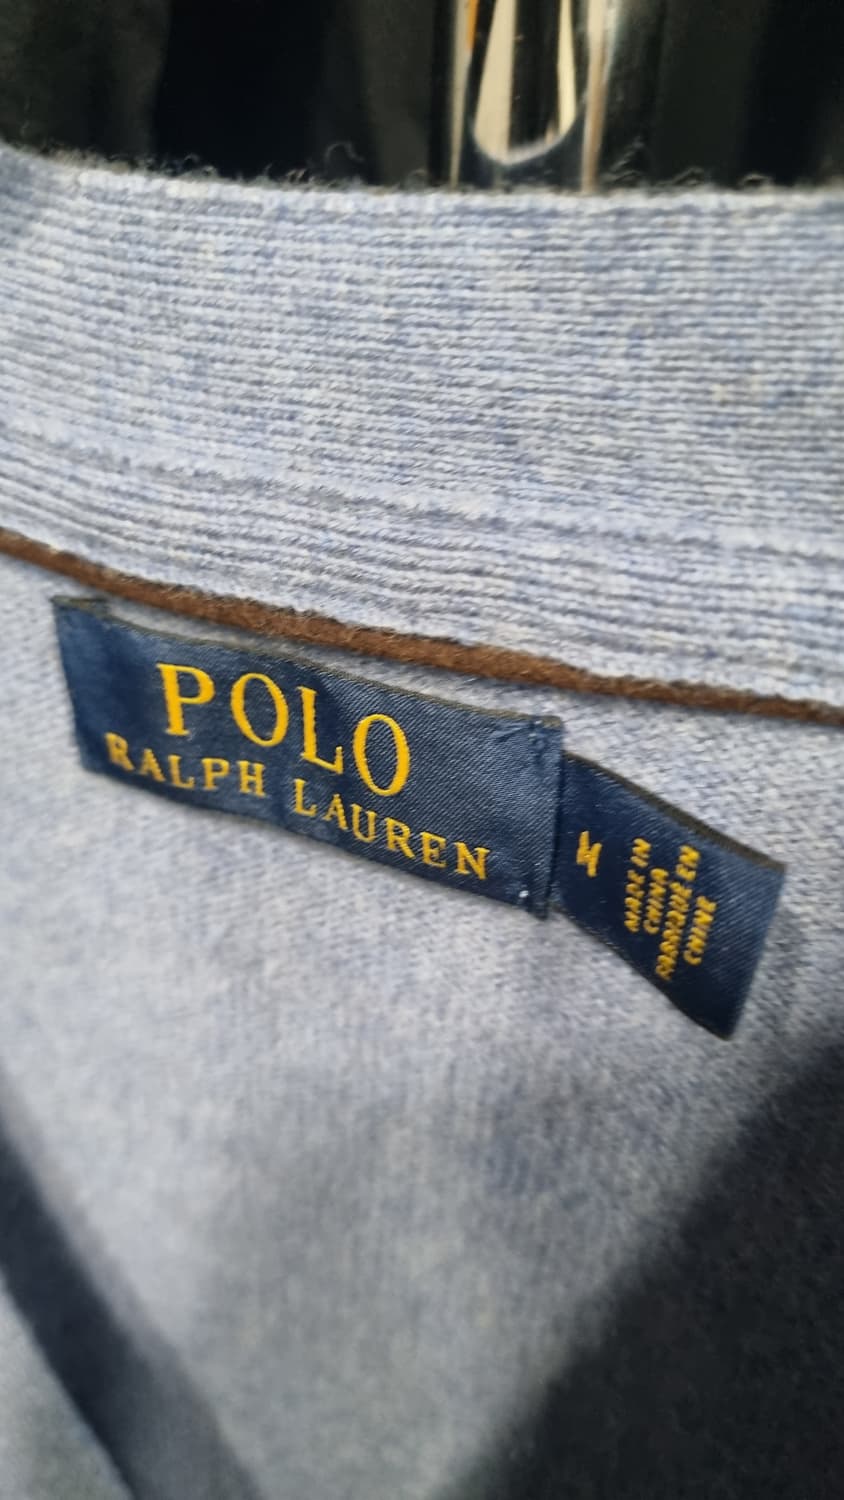 POLO
RALPH LAUREN
M
MADE IN
CHINA
FABRIQUÉ EN
CHINE